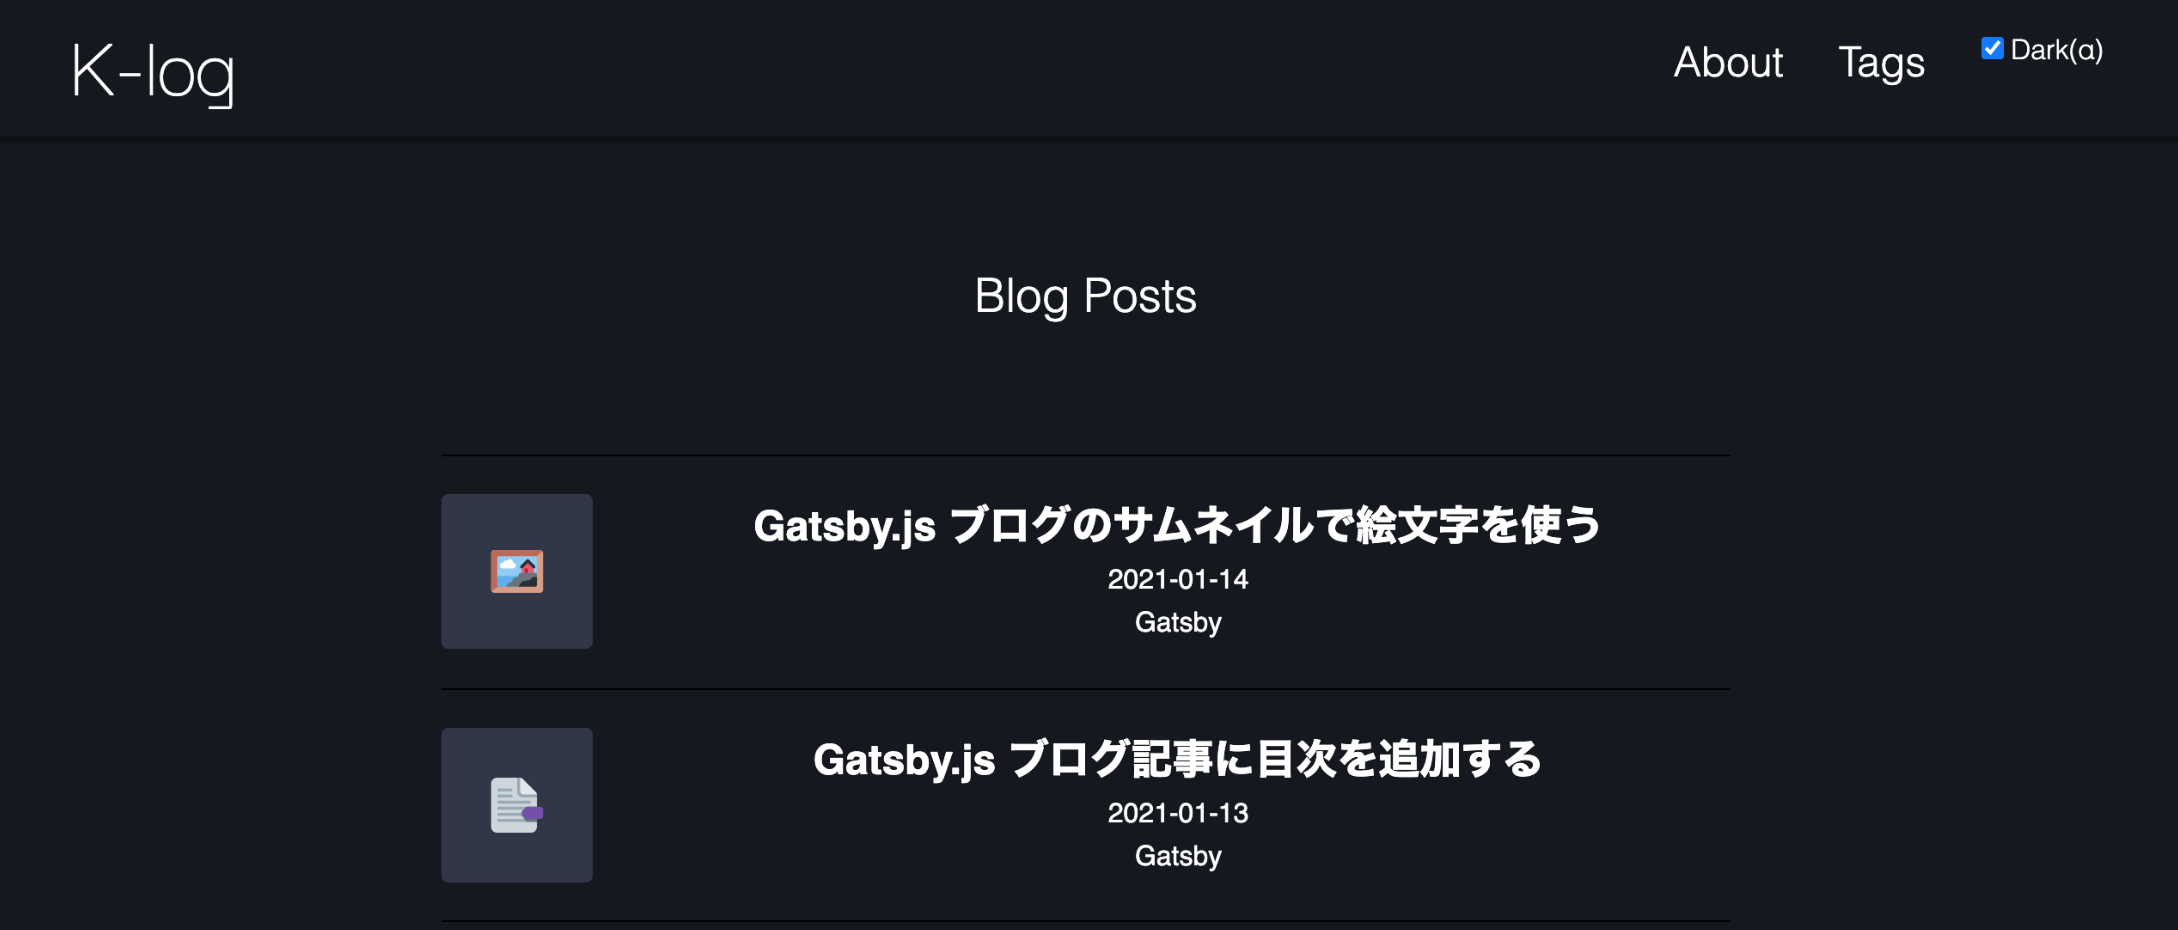 K-log
About
Tags
Dark(α)
Blog Posts
Gatsby.js ブログのサムネイルで絵文字を使う
2021-01-14
Gatsby
Gatsby.js ブログ記事に目次を追加する
2021-01-13
Gatsby